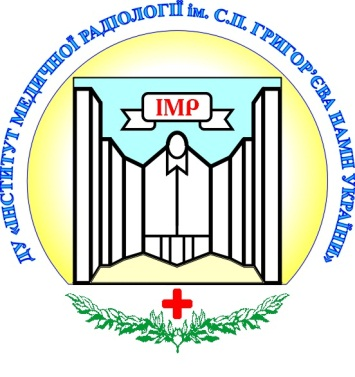 ДУ «ІНСТИТУТ МЕДИЧНОЇ РАДІОЛОГІЇ ім. С.П. ГРИГОР'ЄВА НАМН УКРАЇНИ»
ІМР